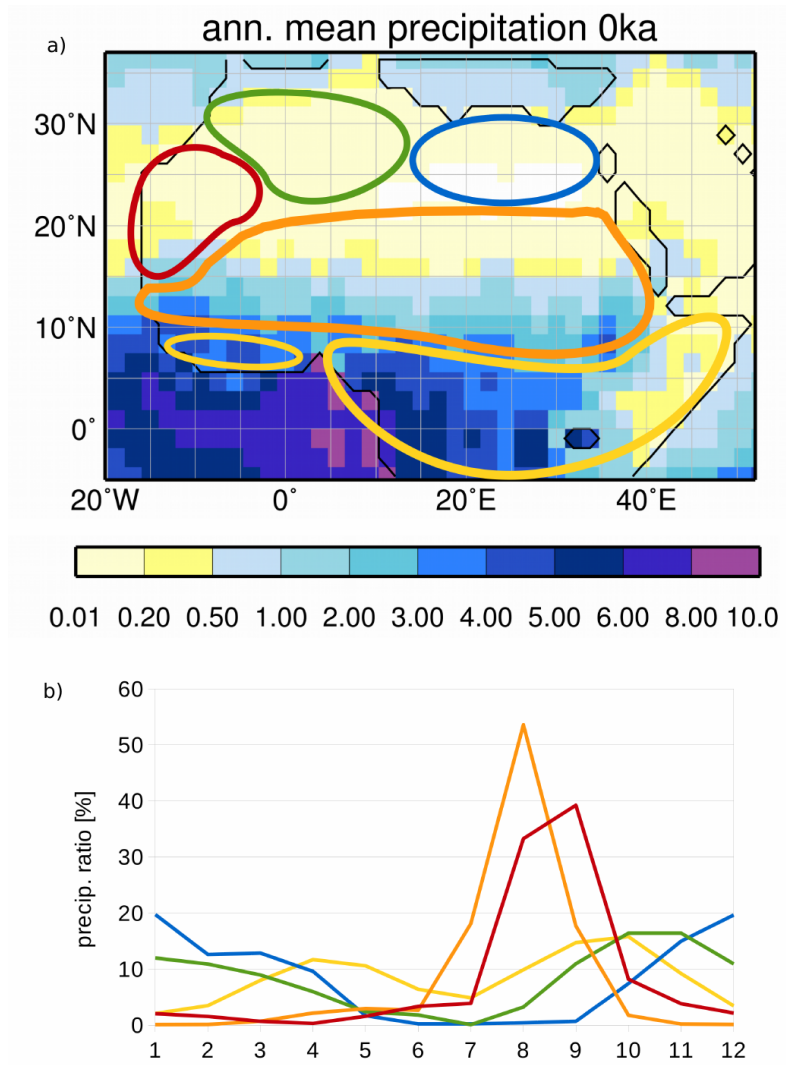 ann. mean precipitation 0ka
a)
30°N
20°N
10°N
0°
20°W 0° 20°E 40°E
0.01 0.20 0.50 1.00 2.00 3.00 4.00 5.00 6.00 8.00 10.0
b)
60
50
40
30
20
10
0
precip. ratio [%]
1 2 3 4 5 6 7 8 9 10 11 12